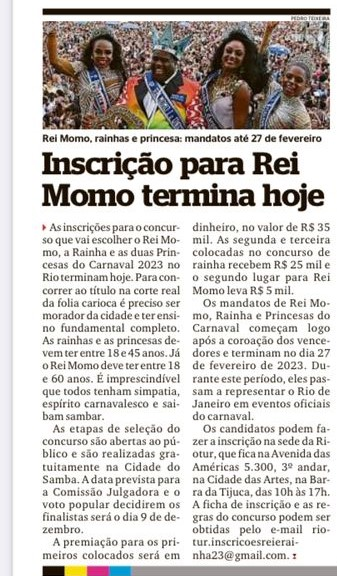 PEDRO TEIXEIRA
Rei Momo, rainhas e princesa: mandatos até 27 de fevereiro
Inscrição para Rei
Momo termina hoje
As inscrições para o concur-
so que vai escolher o Rei Mo-
mo, a Rainha e as duas Prin-
cesas do Carnaval 2023 no
Rio terminam hoje. Para con-
correr ao título na corte real
da folia carioca é preciso ser
morador da cidade e ter ensi-
no fundamental completo.
As rainhas e as princesas de-
vem ter entre 18 e 45 anos. Já
o Rei Momo deve ter entre 18
e 60 anos. É imprescindível
que todos tenham simpatia,
espírito carnavalesco e sai-
bam sambar.
As etapas de seleção do
concurso são abertas ao pú-
blico e são realizadas gra-
tuitamente na Cidade do
Samba. A data prevista para
a Comissão Julgadora e o
voto popular decidirem os
finalistas será o 9 de de-
zembro.
A premiação para os pri-
meiros colocados será em
dinheiro, no valor de R$ 35
mil. As segunda e terceira
colocadas no concurso de
rainha recebem R$ 25 mil e
o segundo lugar para Rei
Momo leva R$ 5 mil.
Os mandatos de Rei Mo-
mo, Rainha e Princesas do
Carnaval começam logo
após a coroação dos vence-
dores e terminam no dia 27
de fevereiro de 2023. Du-
rante este período, eles pas-
sam a representar o Rio de
Janeiro em eventos oficiais
do carnaval.
Os candidatos podem fa-
zer a inscrição na sede da Ri-
otur, que fica na Avenida das
Américas 5.300, 3º andar,
na Cidade das Artes, na Bar-
ra da Tijuca, das 10h às 17h.
A ficha de inscrição e as re-
gras do concurso podem ser
obtidas pelo e-mail rio-
tur.inscricoesreierai-
nha23@gmail.com.